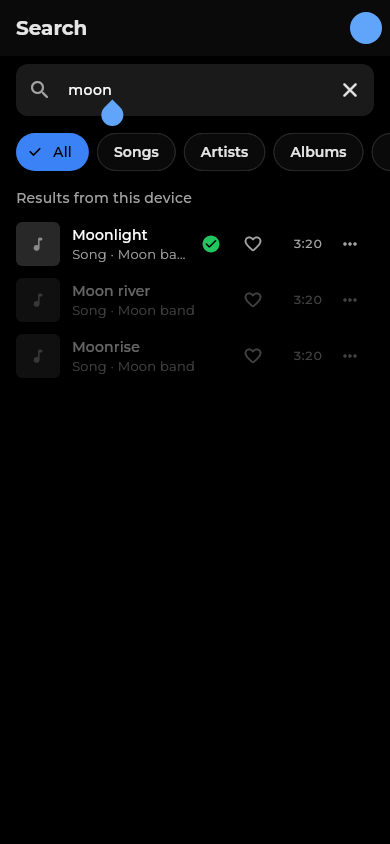 Search
moon
All
Songs
Artists
Albums
Results from this device
Moonlight
Song · Moon ba...
3:20
Moon river
Song · Moon band
3:20
Moonrise
Song · Moon band
3:20